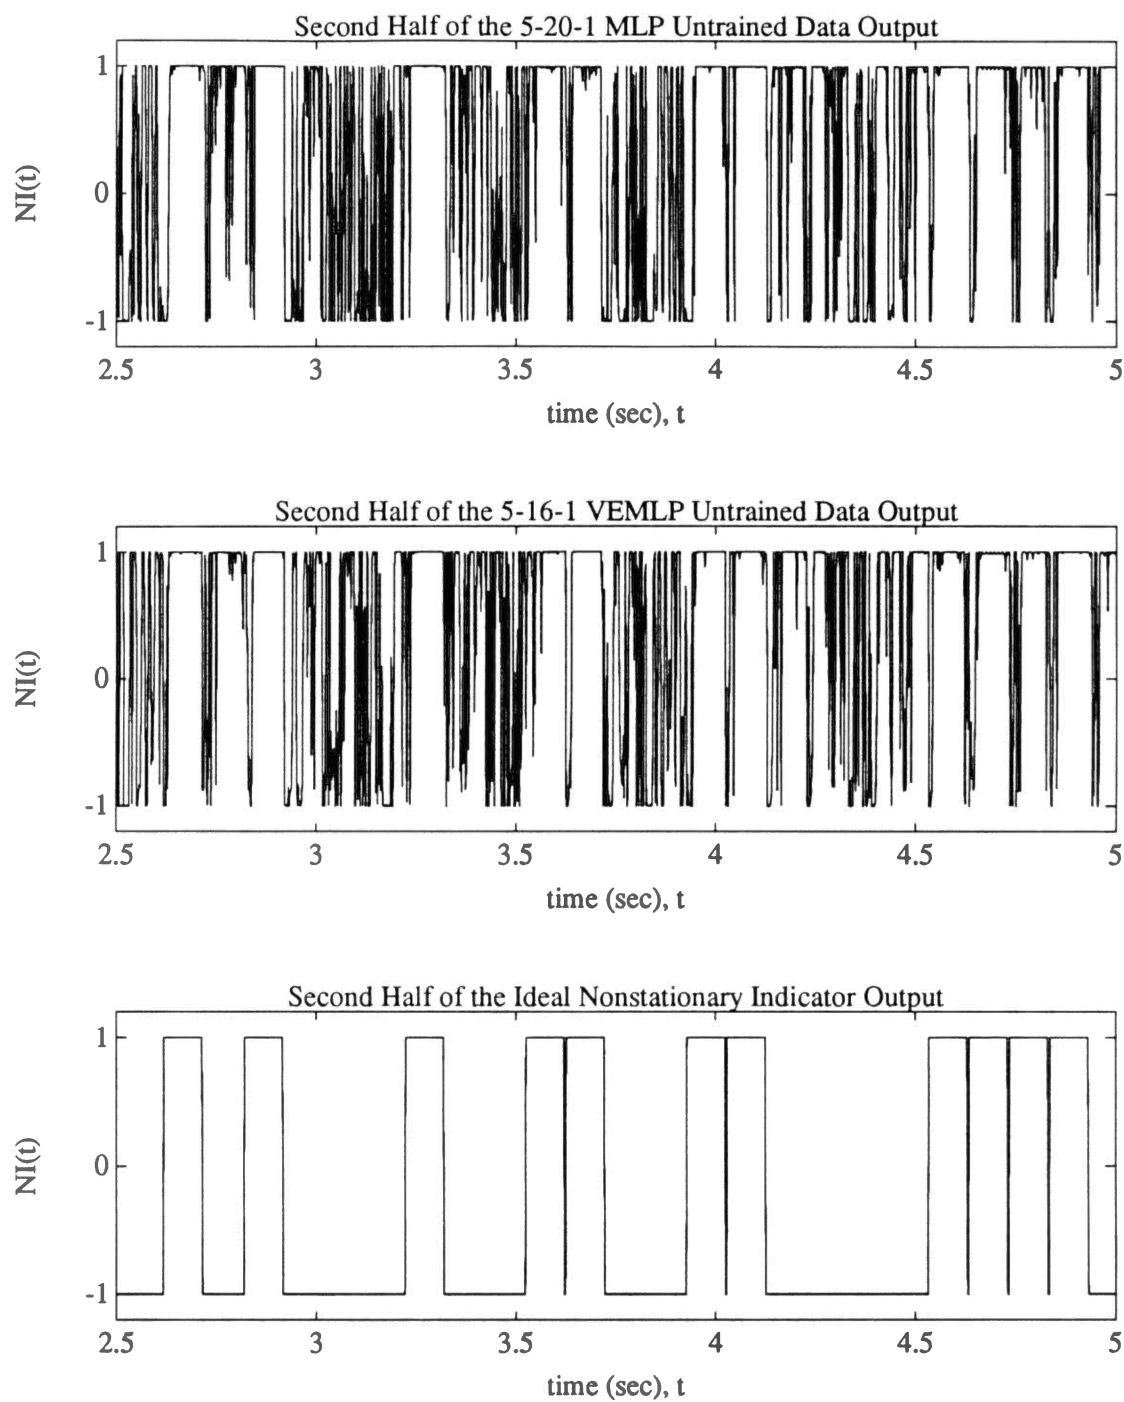 Second Half of the 5-20-1 MLP Untrained Data Output
1
0
-1
NI(t)
2.5 3 3.5 4 4.5 5
time (sec), t
Second Half of the 5-16-1 VEMLP Untrained Data Output
1
0
-1
NI(t)
2.5 3 3.5 4 4.5 5
time (sec), t
Second Half of the Ideal Nonstationary Indicator Output
1
0
-1
NI(t)
2.5 3 3.5 4 4.5 5
time (sec), t